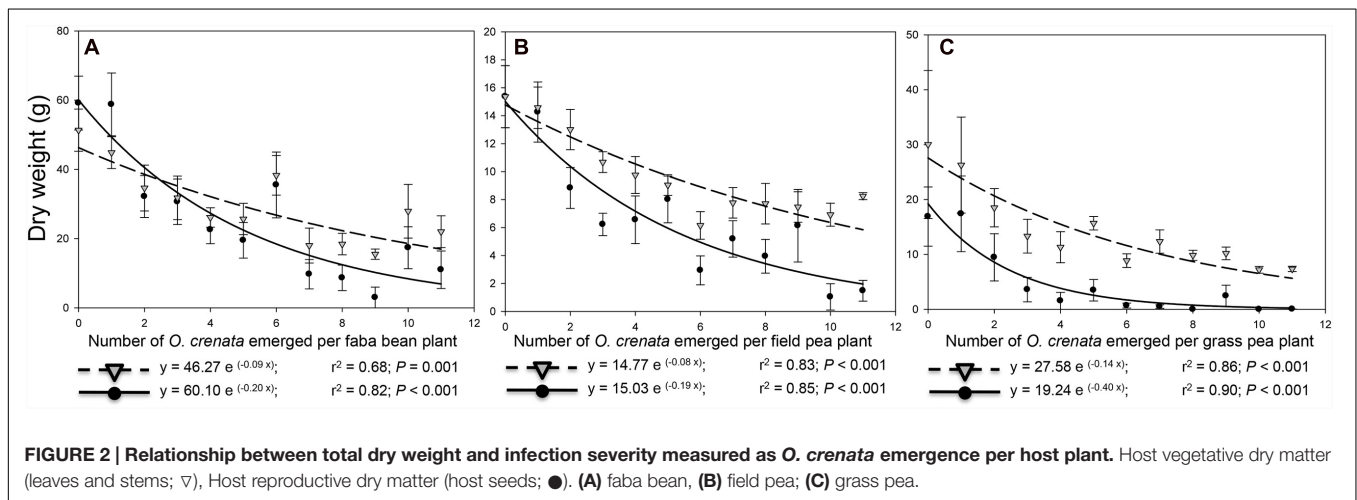 A
B
C
Dry weight (g)
80
60
40
20
0
0 2 4 6 8 10 12
Number of O. crenata emerged per faba bean plant
y = 46.27 e (-0.09 x); r2 = 0.68; P = 0.001
y = 60.10 e (-0.20 x); r2 = 0.82; P < 0.001
20
18
16
14
12
10
8
6
4
2
0
0 2 4 6 8 10 12
Number of O. crenata emerged per field pea plant
y = 14.77 e (-0.08 x); r2 = 0.83; P < 0.001
y = 15.03 e (-0.19 x); r2 = 0.85; P < 0.001
50
40
30
20
10
0
0 2 4 6 8 10 12
Number of O. crenata emerged per grass pea plant
y = 27.58 e (-0.14 x); r2 = 0.86; P < 0.001
y = 19.24 e (-0.40 x); r2 = 0.90; P < 0.001
FIGURE 2 | Relationship between total dry weight and infection severity measured as O. crenata emergence per host plant. Host vegetative dry matter
(leaves and stems; ▽), Host reproductive dry matter (host seeds; ●). (A) faba bean, (B) field pea; (C) grass pea.